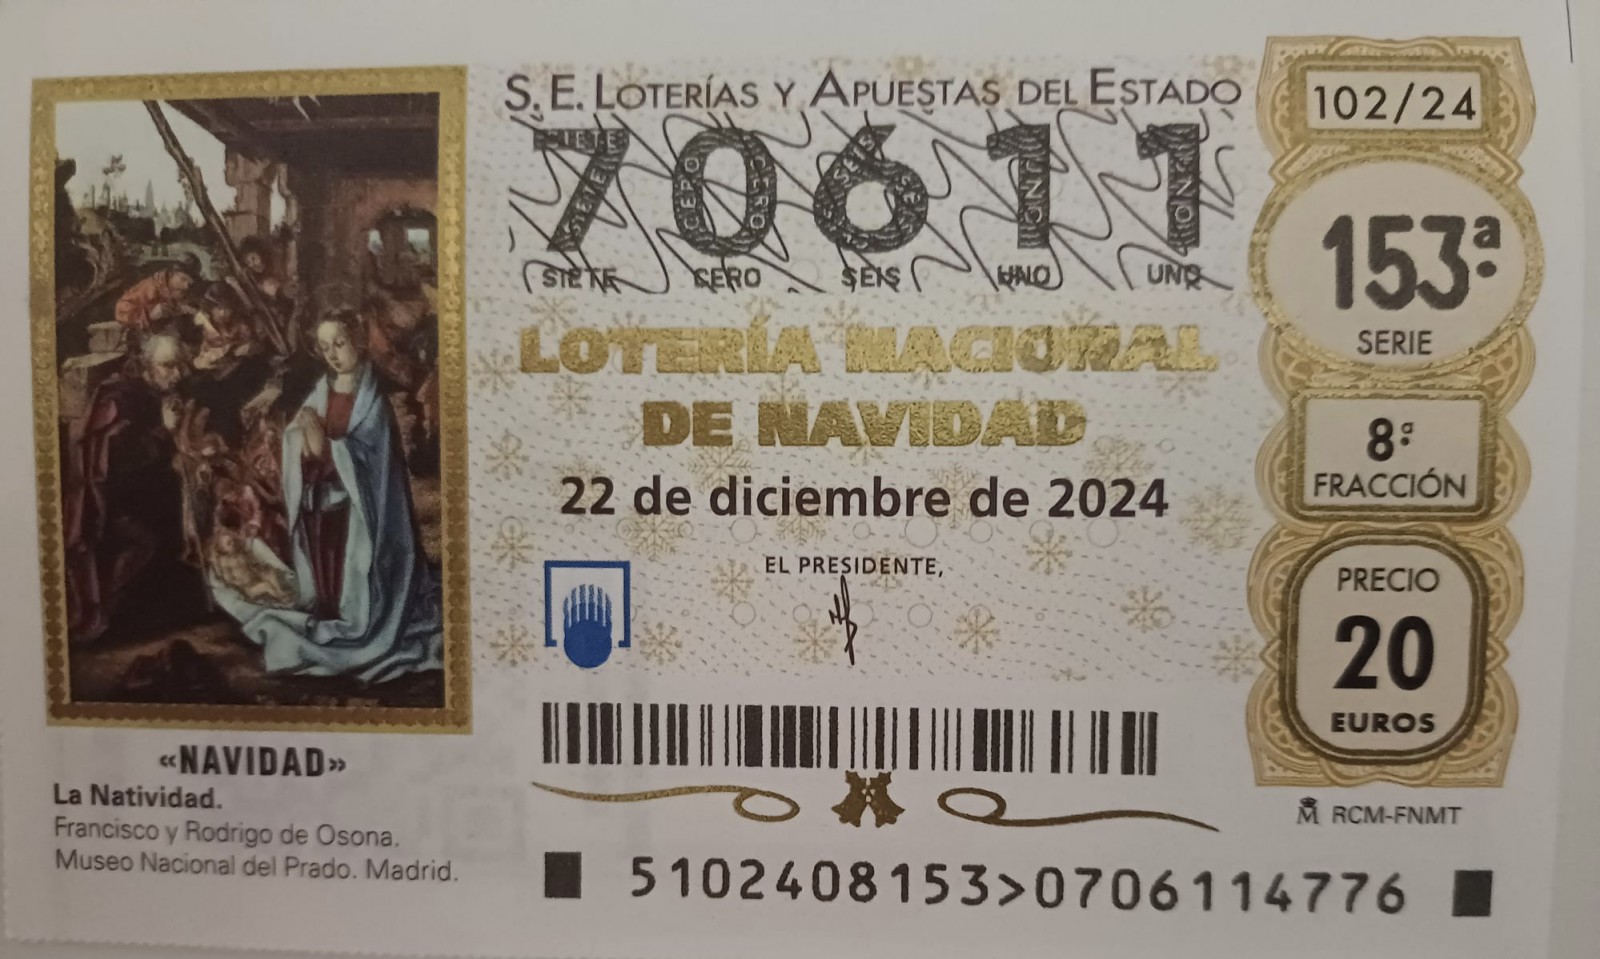 S. E. LOTERÍAS Y APUESTAS DEL ESTADO
70611
SIETE CERO SEIS UNO UNO
LOTERÍA NACIONAL
DE NAVIDAD
22 de diciembre de 2024
EL PRESIDENTE,
102/24
153ª
SERIE
8ª
FRACCIÓN
PRECIO
20
EUROS
RCM-FNMT
«NAVIDAD»
La Natividad.
Francisco y Rodrigo de Osona.
Museo Nacional del Prado. Madrid.
5102408153>0706114776